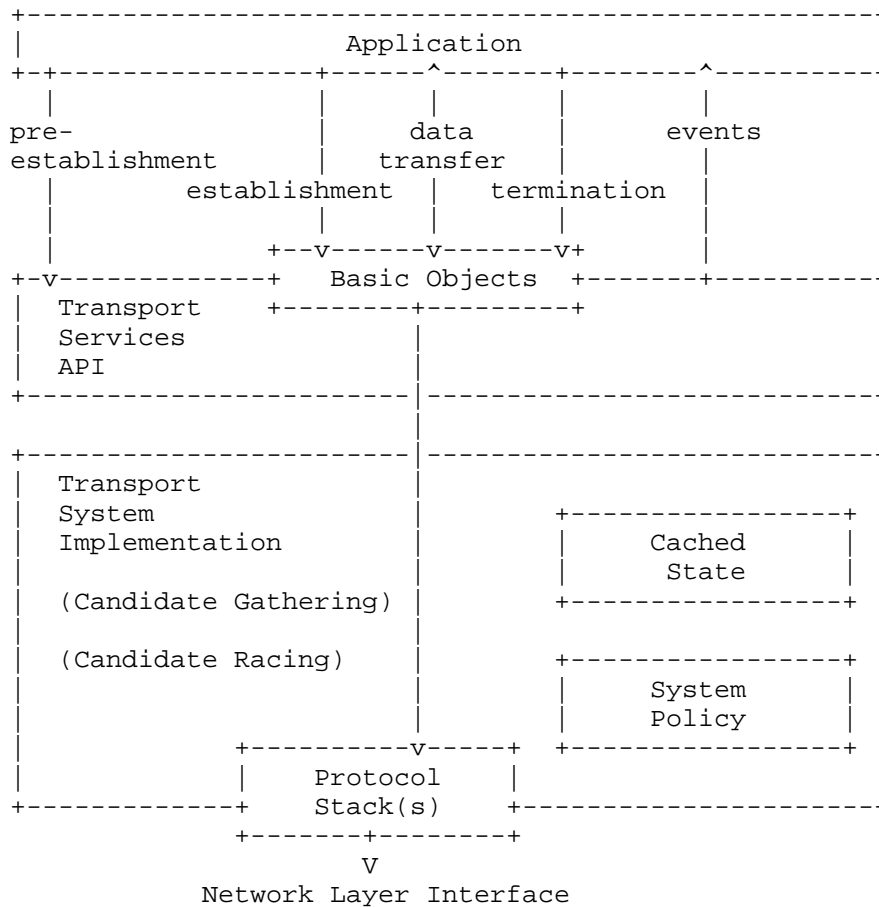 Application
pre- data events
establishment transfer
establishment termination
Basic Objects
Transport
Services
API
Transport
System
Implementation Cached
State
(Candidate Gathering)
(Candidate Racing)
System
Policy
Protocol
Stack(s)
Network Layer Interface